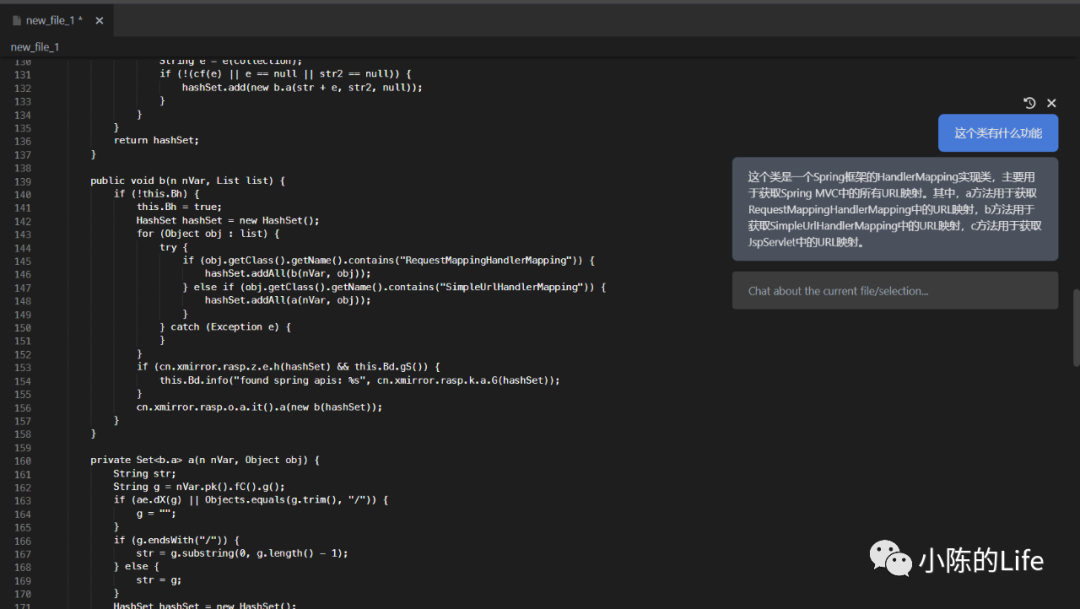 new_file_1 *
new_file_1
130 String e = e(collection);
131 if (!(cf(e) || e == null || str2 == null)) {
132 hashSet.add(new b.a(str + e, str2, null));
133 }
134 }
135 }
136 return hashSet;
137 }
138
139 public void b(n nVar, List list) {
140 if (!this.Bh) {
141 this.Bh = true;
142 HashSet hashSet = new HashSet();
143 for (Object obj : list) {
144 try {
145 if (obj.getClass().getName().contains("RequestMappingHandlerMapping")) {
146 hashSet.addAll(b(nVar, obj));
147 } else if (obj.getClass().getName().contains("SimpleUrlHandlerMapping")) {
148 hashSet.addAll(a(nVar, obj));
149 }
150 } catch (Exception e) {
151 }
152 }
153 if (cn.xmirror.rasp.z.e.h(hashSet) && this.Bd.gS()) {
154 this.Bd.info("found spring apis: %s", cn.xmirror.rasp.k.a.G(hashSet));
155 }
156 cn.xmirror.rasp.o.a.it().a(new b(hashSet));
157 }
158 }
159
160 private Set<b.a> a(n nVar, Object obj) {
161 String str;
162 String g = nVar.pk().fC().g();
163 if (ae.dX(g) || Objects.equals(g.trim(), "/")) {
164 g = "";
165 }
166 if (g.endsWith("/")) {
167 str = g.substring(0, g.length() - 1);
168 } else {
169 str = g;
170 }
171 HashSet hashSet = new HashSet();
这个类有什么功能
这个类是一个Spring框架的HandlerMapping实现类，主要用
于获取Spring MVC中的所有URL映射。其中，a方法用于获取
RequestMappingHandlerMapping中的URL映射，b方法用于
获取SimpleUrlHandlerMapping中的URL映射，c方法用于获取
JspServlet中的URL映射。
Chat about the current file/selection...
小陈的Life